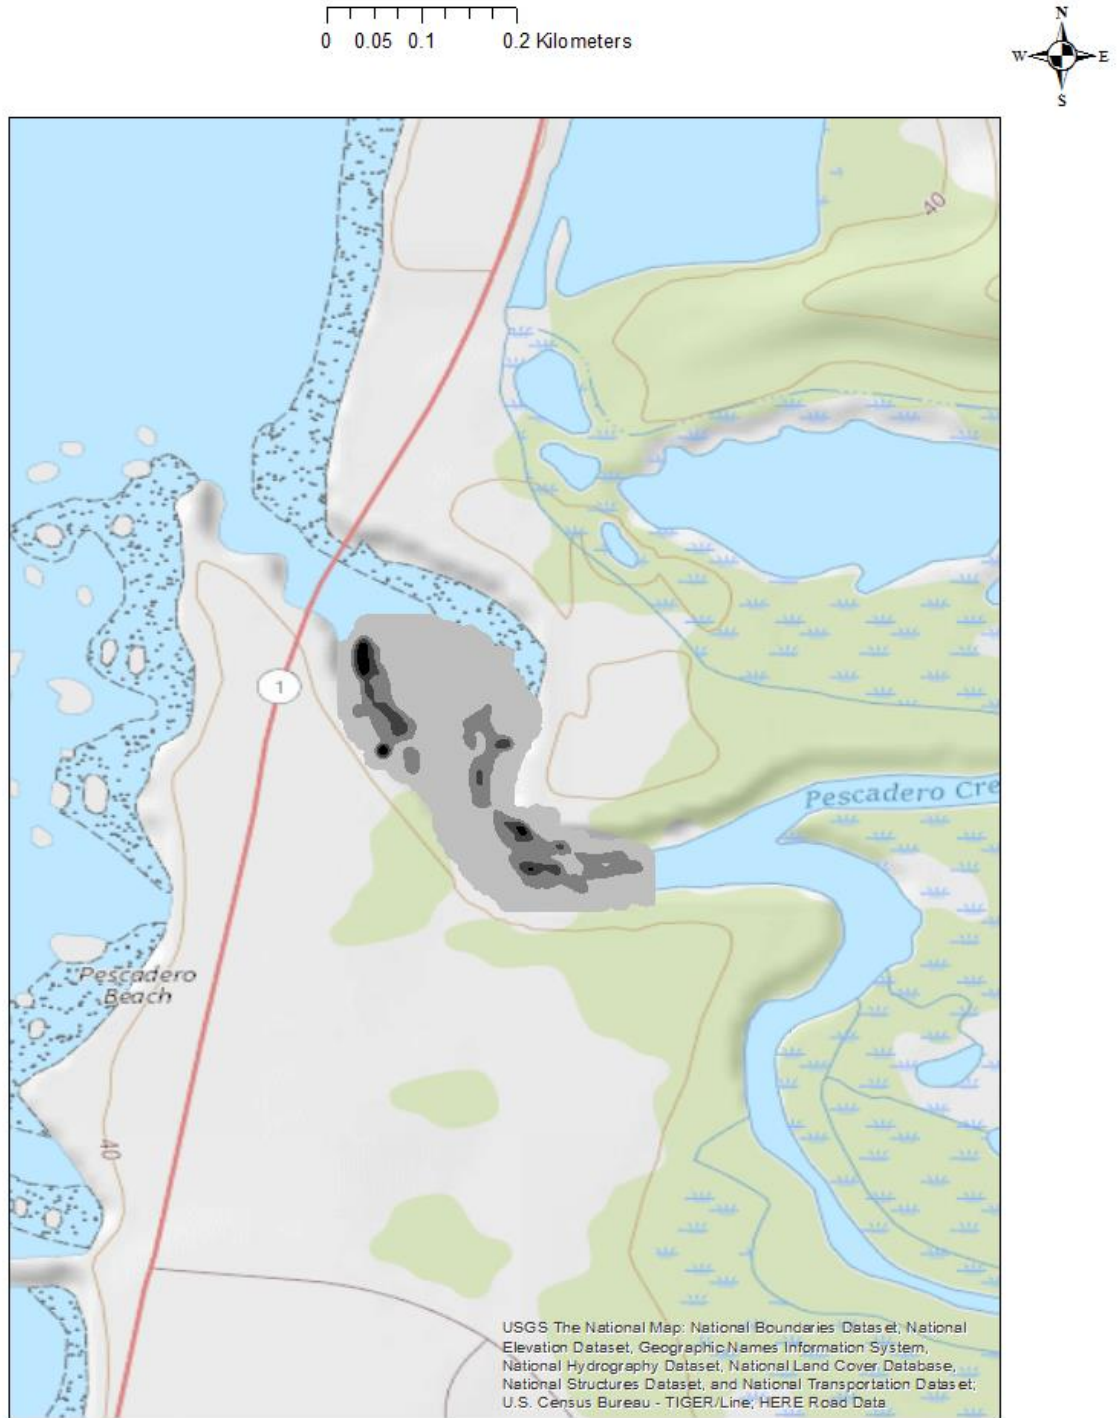 0 0.05 0.1 0.2 Kilometers
N
W E
S
40
1
Pescadero Cre
Pescadero
Beach
40
USGS The National Map: National Boundaries Dataset, National
Elevation Dataset, Geographic Names Information System,
National Hydrography Dataset, National Land Cover Database,
National Structures Dataset, and National Transportation Dataset;
U.S. Census Bureau - TIGER/Line; HERE Road Data